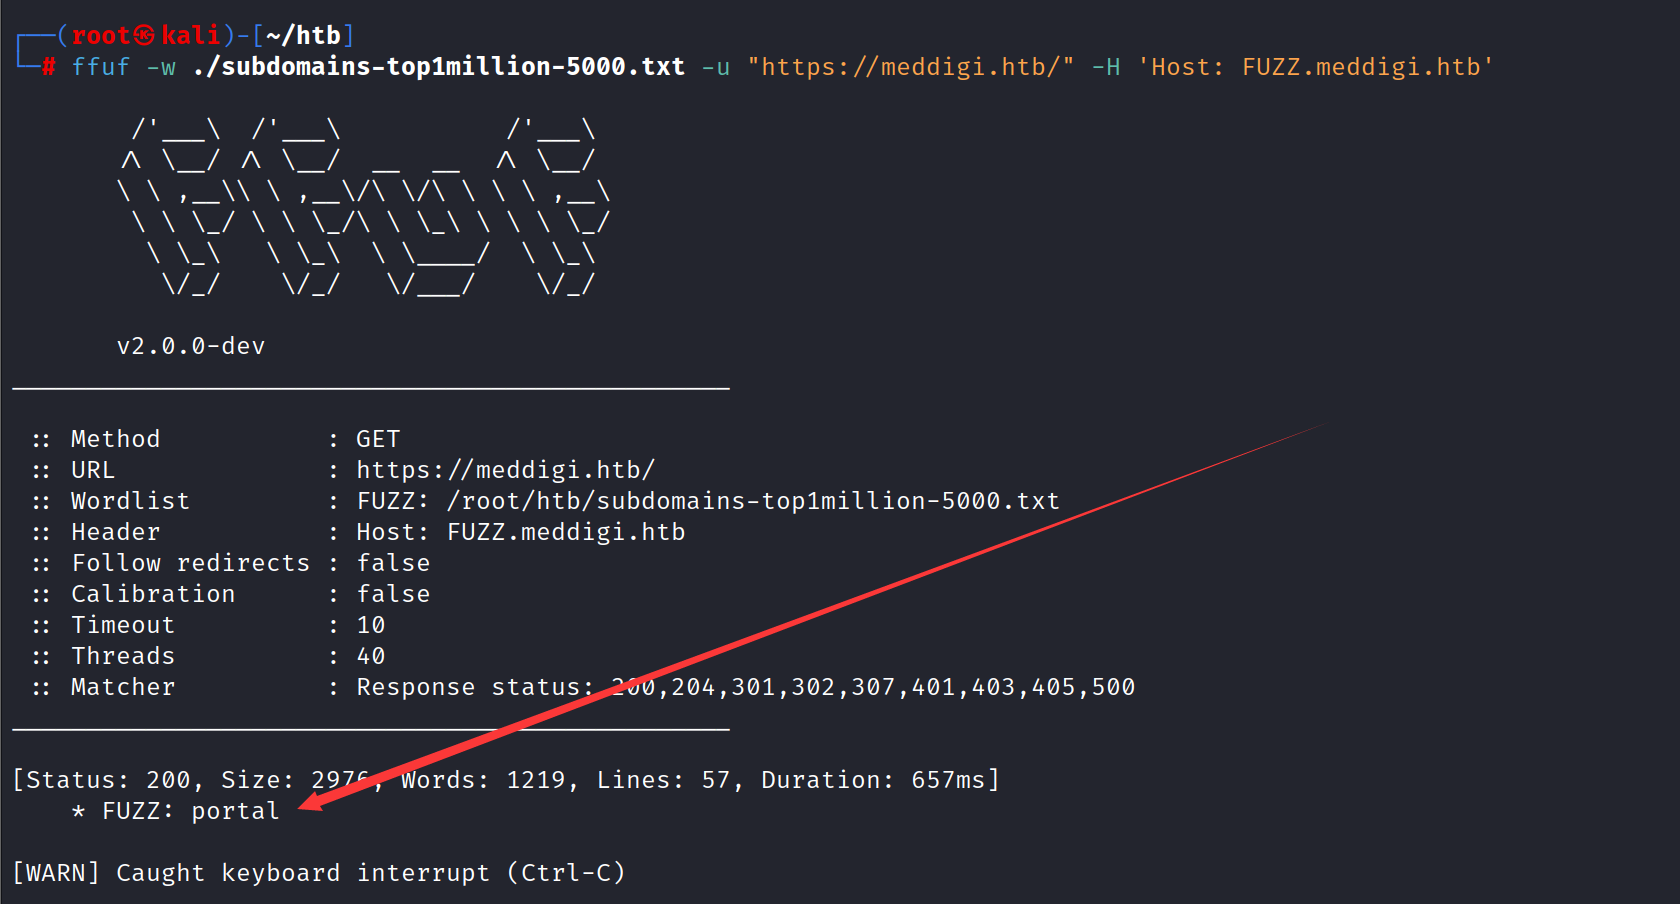 ┌──(root㉿kali)-[~/htb]
└─# ffuf -w ./subdomains-top1million-5000.txt -u "https://meddigi.htb/" -H 'Host: FUZZ.meddigi.htb'
        /'___\  /'___\           /'___\
       /\ \__/ /\ \__/  __  __  /\ \__/
       \ \ ,__\\ \ ,__\/\ \/\ \ \ \ ,__\
        \ \ \_/ \ \ \_/\ \ \_\ \ \ \ \_/
         \ \_\   \ \_\  \ \____/  \ \_\
          \/_/    \/_/   \/___/    \/_/
       v2.0.0-dev
________________________________________________
 :: Method           : GET
 :: URL              : https://meddigi.htb/
 :: Wordlist         : FUZZ: /root/htb/subdomains-top1million-5000.txt
 :: Header           : Host: FUZZ.meddigi.htb
 :: Follow redirects : false
 :: Calibration      : false
 :: Timeout          : 10
 :: Threads          : 40
 :: Matcher          : Response status: 200,204,301,302,307,401,403,405,500
________________________________________________
[Status: 200, Size: 2976, Words: 1219, Lines: 57, Duration: 657ms]
    * FUZZ: portal
[WARN] Caught keyboard interrupt (Ctrl-C)